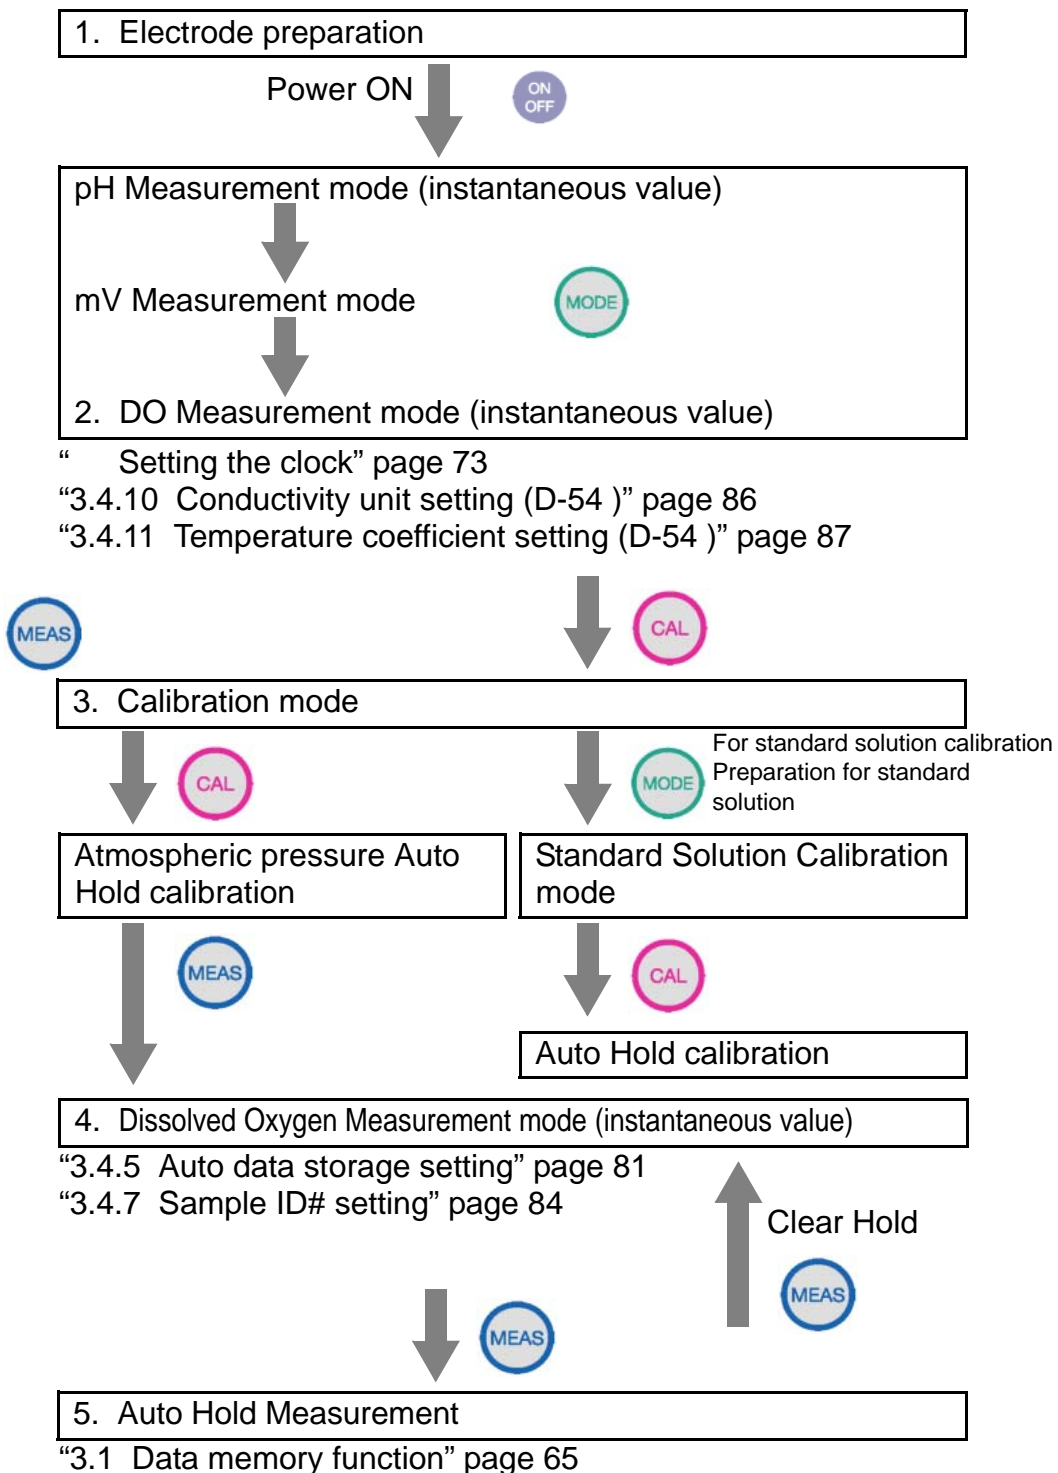 1. Electrode preparation
Power ON
ON
OFF
pH Measurement mode (instantaneous value)
mV Measurement mode
MODE
2. DO Measurement mode (instantaneous value)
“ Setting the clock” page 73
“3.4.10 Conductivity unit setting (D-54 )” page 86
“3.4.11 Temperature coefficient setting (D-54 )” page 87
MEAS
CAL
3. Calibration mode
CAL
MODE
For standard solution calibration
Preparation for standard
solution
Atmospheric pressure Auto
Hold calibration
Standard Solution Calibration
mode
MEAS
CAL
Auto Hold calibration
4. Dissolved Oxygen Measurement mode (instantaneous value)
“3.4.5 Auto data storage setting” page 81
“3.4.7 Sample ID# setting” page 84
Clear Hold
MEAS
MEAS
5. Auto Hold Measurement
“3.1 Data memory function” page 65